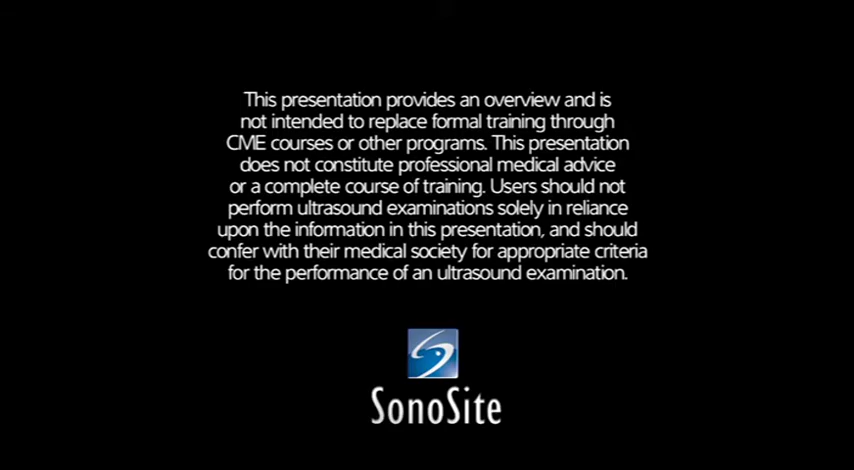 This presentation provides an overview and is
not intended to replace formal training through
CME courses or other programs. This presentation
does not constitute professional medical advice
or a complete course of training. Users should not
perform ultrasound examinations solely in reliance
upon the information in this presentation, and should
confer with their medical society for appropriate criteria
for the performance of an ultrasound examination.
SonoSite